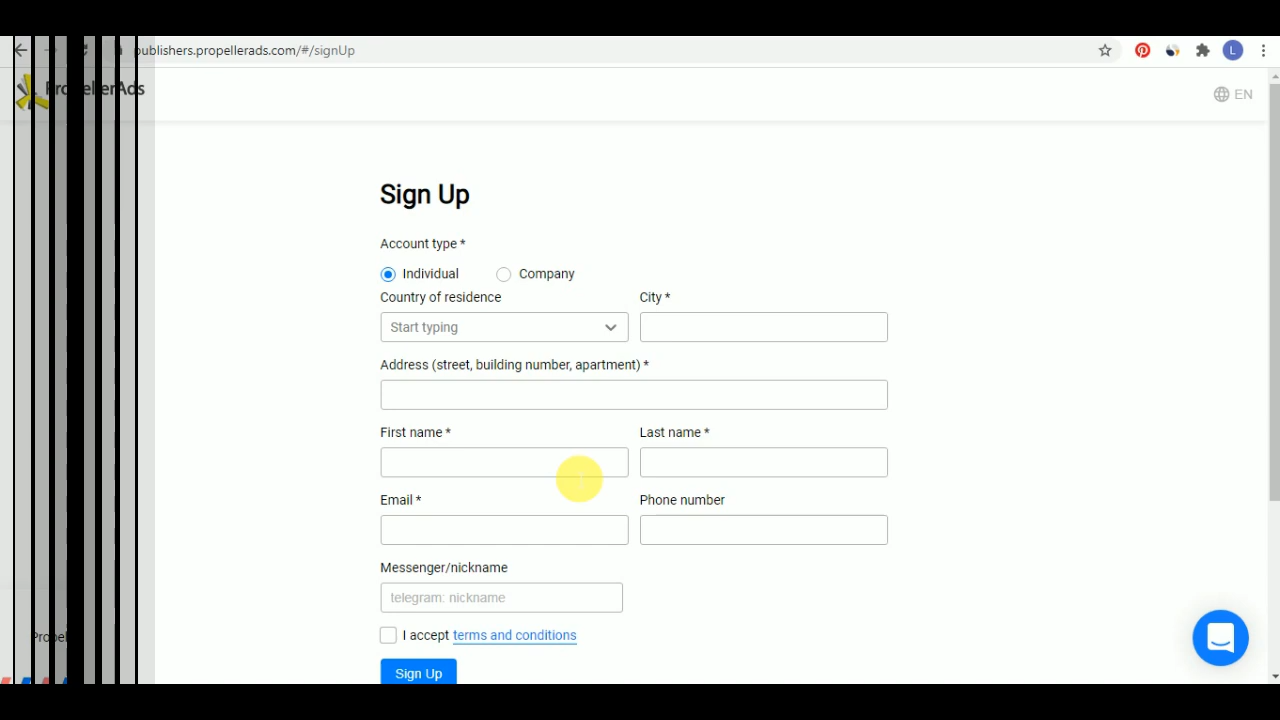 publishers.propellerads.com/#/signUp
L
PropellerAds
EN
Sign Up
Account type *
Individual
Company
Country of residence
City *
Start typing
Address (street, building number, apartment) *
First name *
Last name *
Email *
Phone number
Messenger/nickname
telegram: nickname
I accept terms and conditions
Sign Up